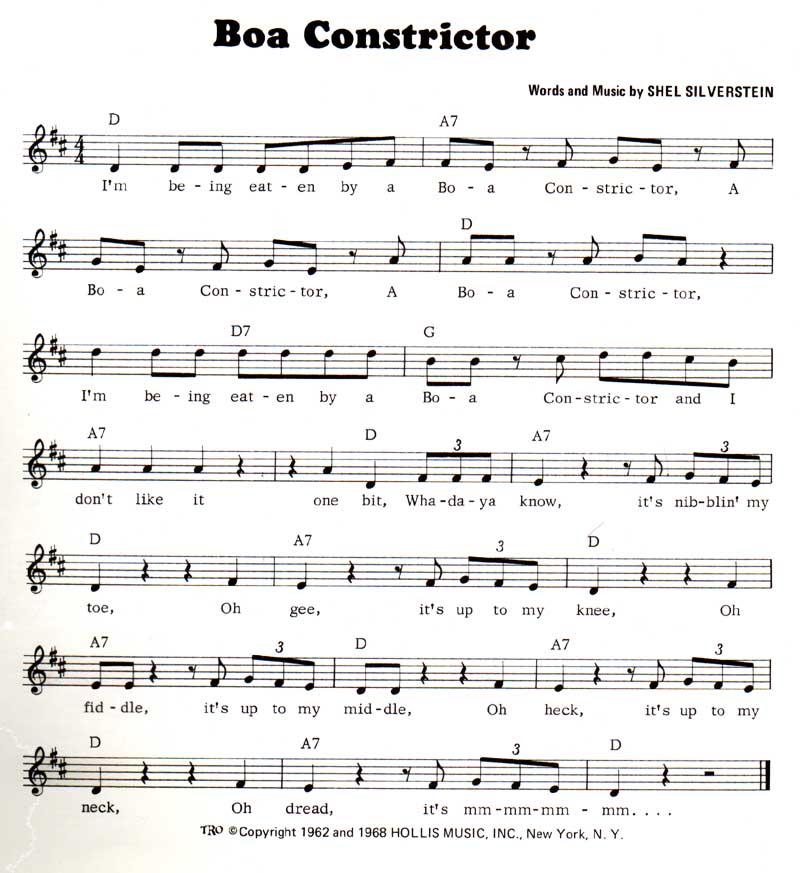 Boa Constrictor
Words and Music by SHEL SILVERSTEIN
D A7
4
4
I'm be - ing eat - en by a Bo - a Con - stric - tor, A
D
Bo - a Con - stric - tor, A Bo - a Con - stric - tor,
D7 G
I'm be - ing eat - en by a Bo - a Con - stric - tor and I
A7 D 3 A7 3
don't like it one bit, Wha - da - ya know, it's nib - blin' my
D A7 3 D
toe, Oh gee, it's up to my knee, Oh
A7 3 D A7 3
fid - dle, it's up to my mid - dle, Oh heck, it's up to my
D A7 3 D
neck, Oh dread, it's mm - mm - mm - mm. . . .
TRO ©Copyright 1962 and 1968 HOLLIS MUSIC, INC., New York, N. Y.